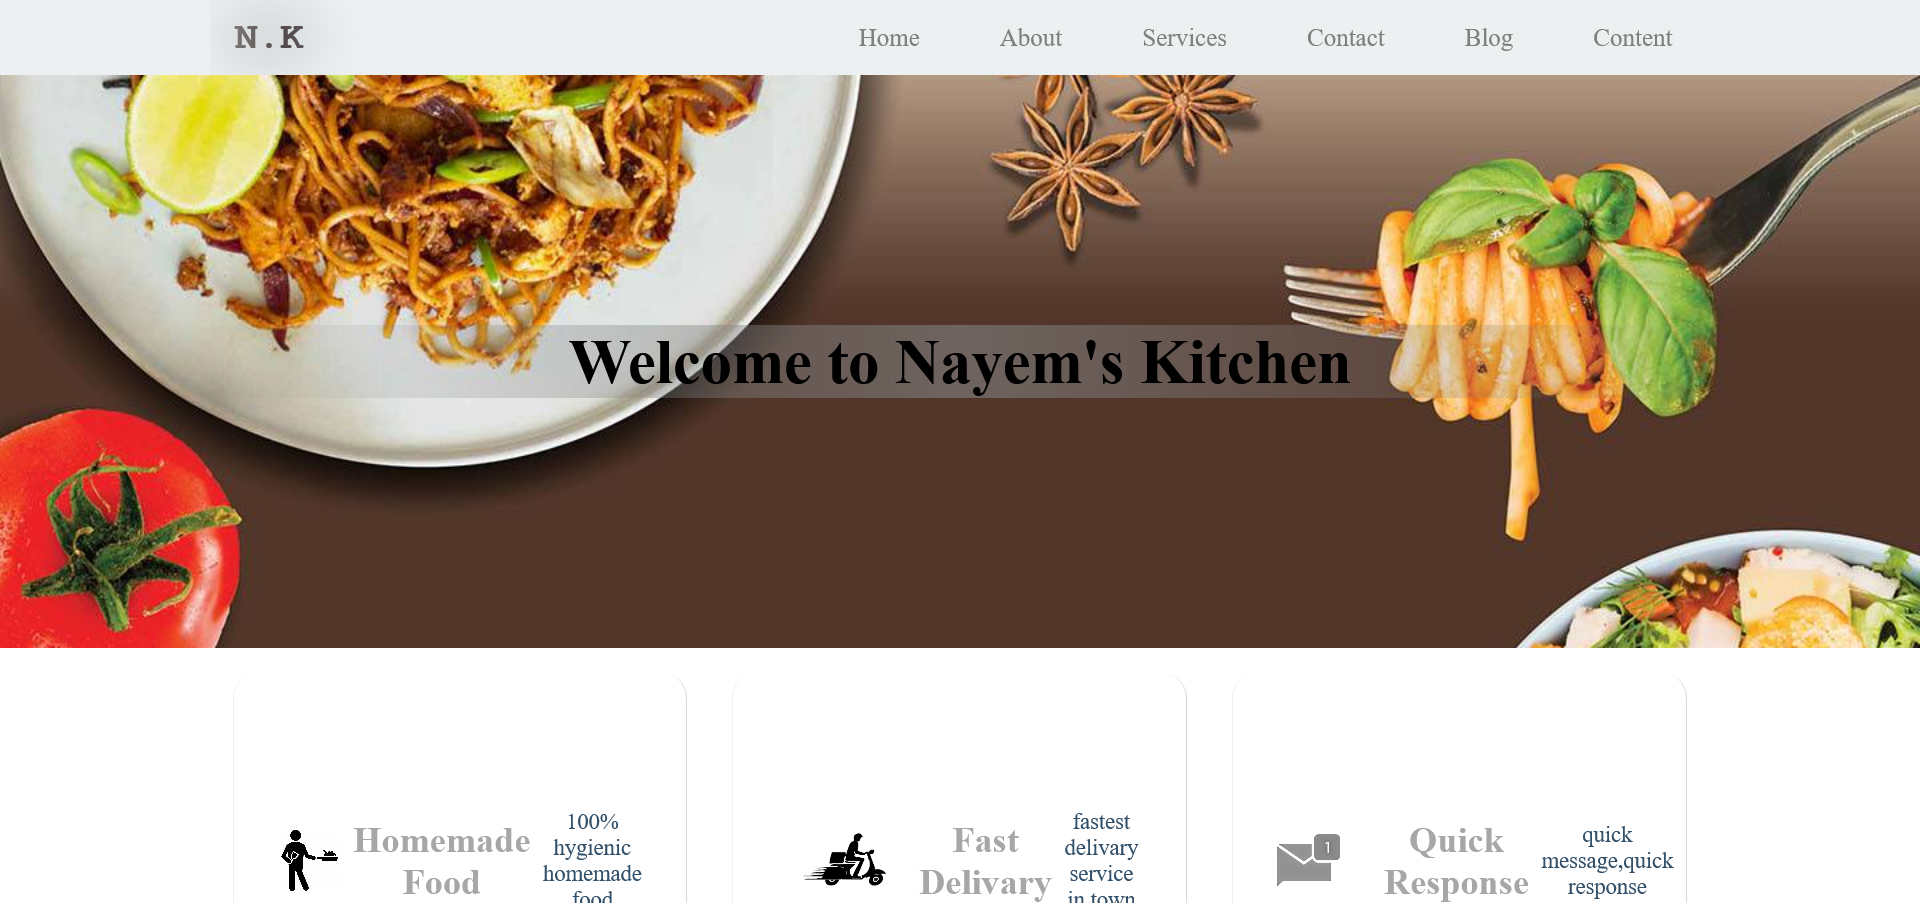 N.K
Home About Services Contact Blog Content
Welcome to Nayem's Kitchen
Homemade
Food
100%
hygienic
homemade
food
Fast
Delivary
fastest
delivary
service
in town
1
Quick
Response
quick
message,quick
response